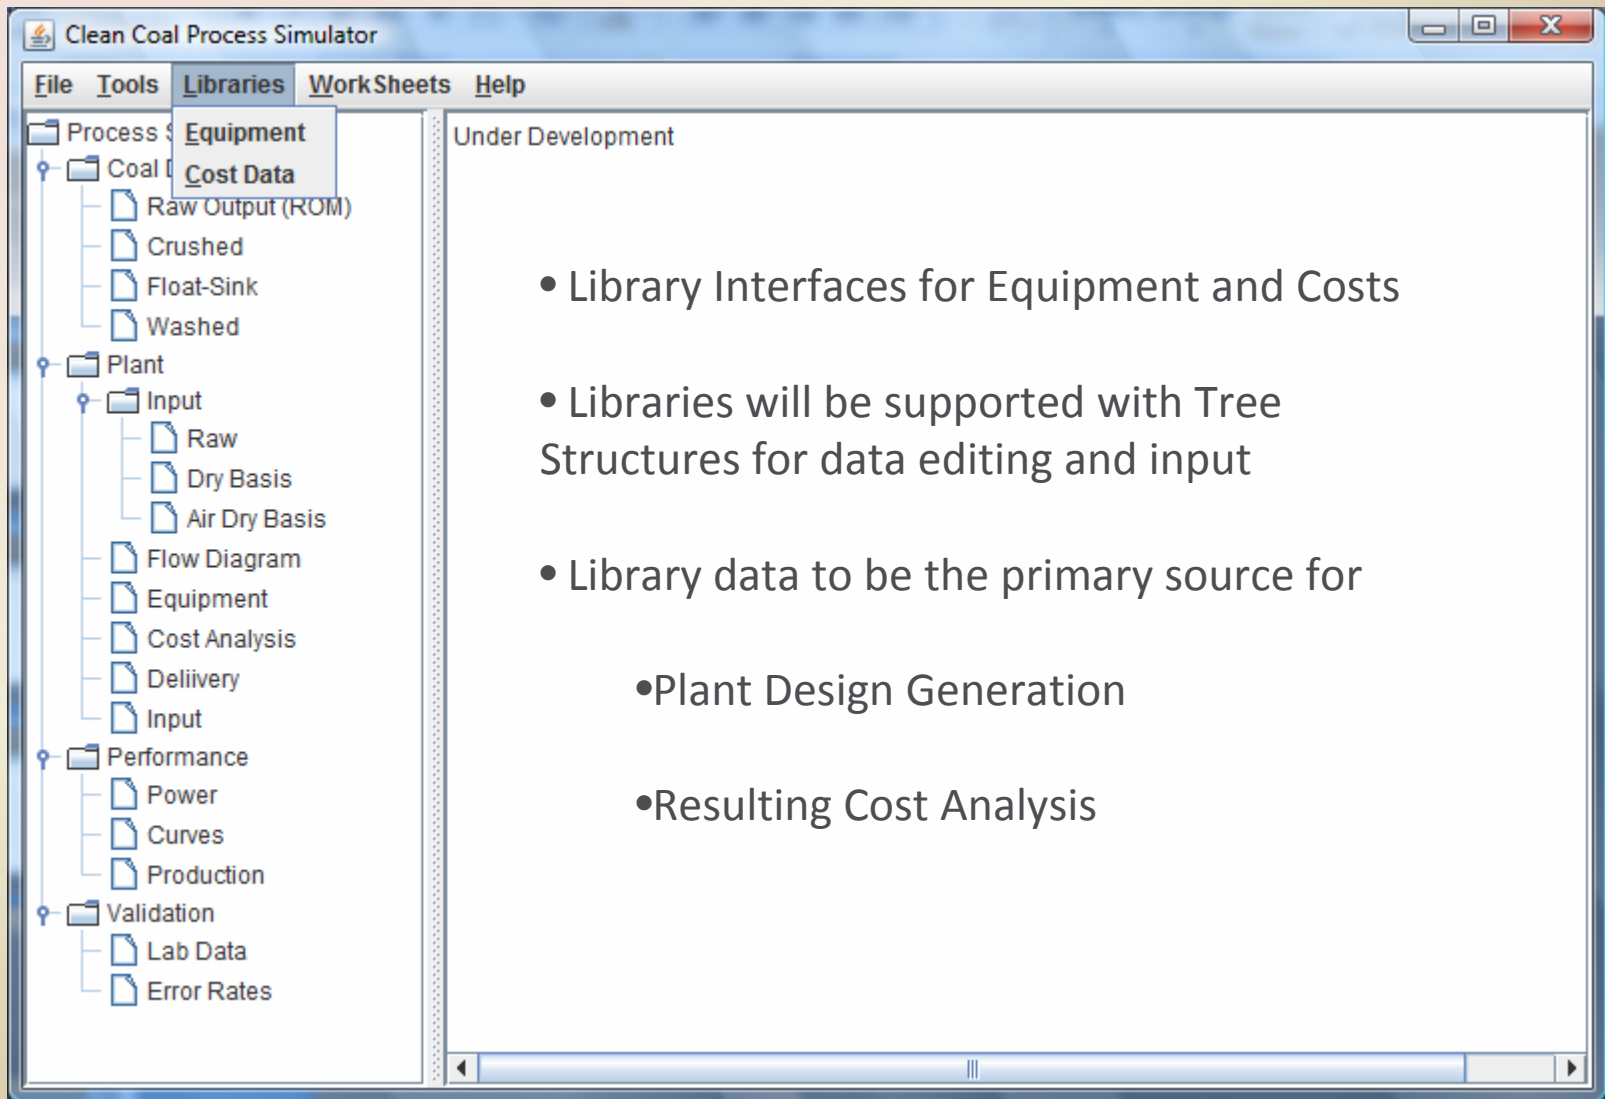 Clean Coal Process Simulator
File Tools Libraries WorkSheets Help
Equipment
Cost Data
Process
Coal
Raw Output (ROM)
Crushed
Float-Sink
Washed
Plant
Input
Raw
Dry Basis
Air Dry Basis
Flow Diagram
Equipment
Cost Analysis
Deliivery
Input
Performance
Power
Curves
Production
Validation
Lab Data
Error Rates
Under Development
• Library Interfaces for Equipment and Costs
• Libraries will be supported with Tree
Structures for data editing and input
• Library data to be the primary source for
•Plant Design Generation
•Resulting Cost Analysis